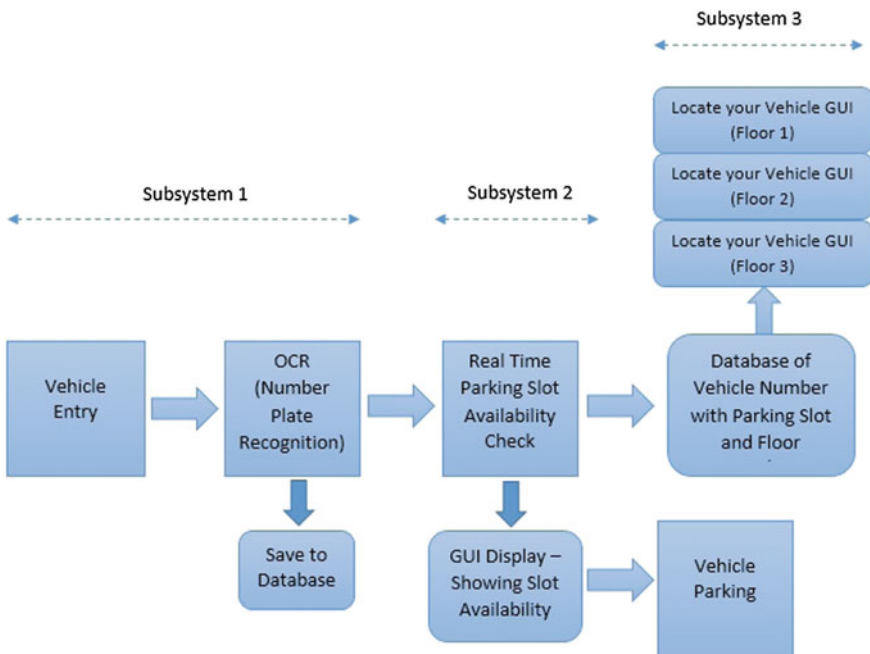 Subsystem 3
Locate your Vehicle GUI
(Floor 1)
Locate your Vehicle GUI
(Floor 2)
Locate your Vehicle GUI
(Floor 3)
Subsystem 1
Subsystem 2
Vehicle
Entry
OCR
(Number
Plate
Recognition)
Real Time
Parking Slot
Availability
Check
Database of
Vehicle Number
with Parking Slot
and Floor
.
Save to
Database
GUI Display –
Showing Slot
Availability
Vehicle
Parking